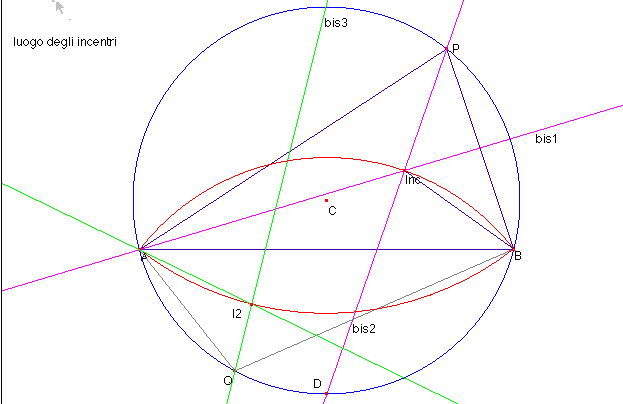 bis3
luogo degli incentri
P
bis1
Inc
C
A
B
I2
bis2
Q
D